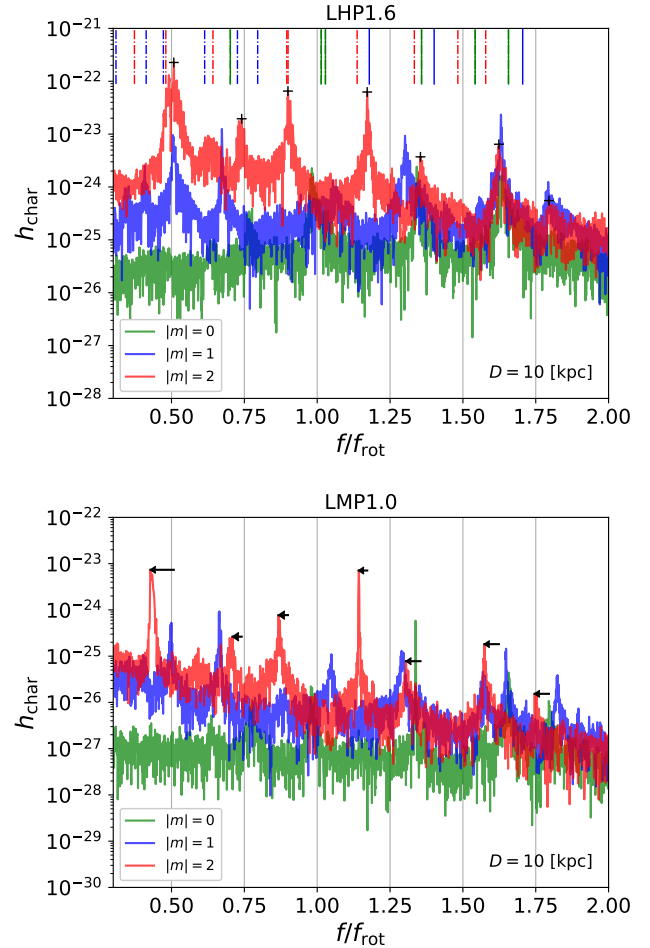 LHP1.6
10⁻²¹
10⁻²²
10⁻²³
10⁻²⁴
10⁻²⁵
10⁻²⁶
10⁻²⁷
10⁻²⁸
h_char
|m| = 0
|m| = 1
|m| = 2
D = 10 [kpc]
0.50 0.75 1.00 1.25 1.50 1.75 2.00
f/f_rot
LMP1.0
10⁻²²
10⁻²³
10⁻²⁴
10⁻²⁵
10⁻²⁶
10⁻²⁷
10⁻²⁸
10⁻²⁹
10⁻³⁰
h_char
|m| = 0
|m| = 1
|m| = 2
D = 10 [kpc]
0.50 0.75 1.00 1.25 1.50 1.75 2.00
f/f_rot